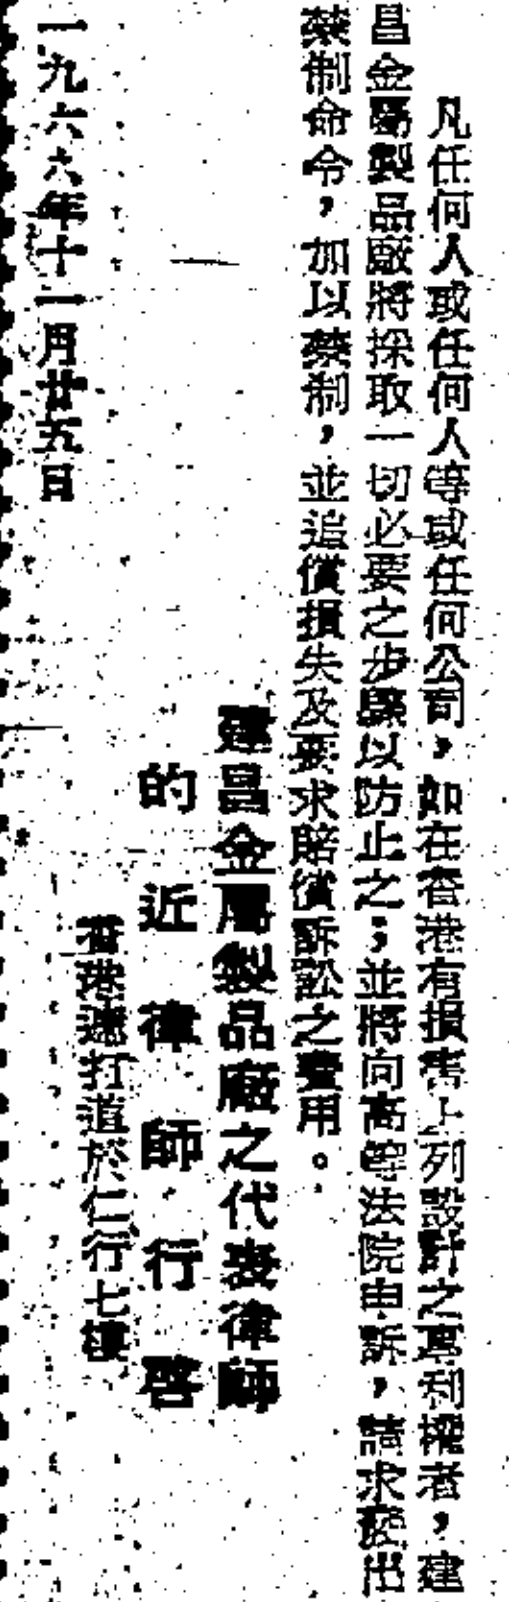 凡任何人或任何人等或任何公司，如在香港有損害上列設計之專利權者，建
昌金屬製品廠將採取一切必要之步驟以防止之；並將向高等法院申訴，請求發出
禁制命令，加以禁制，並追償損失及要求賠償訴訟之費用。
建昌金屬製品廠之代表律師
的近律師行啓
香港遮打道於仁行七樓
一九六六年十一月廿五日